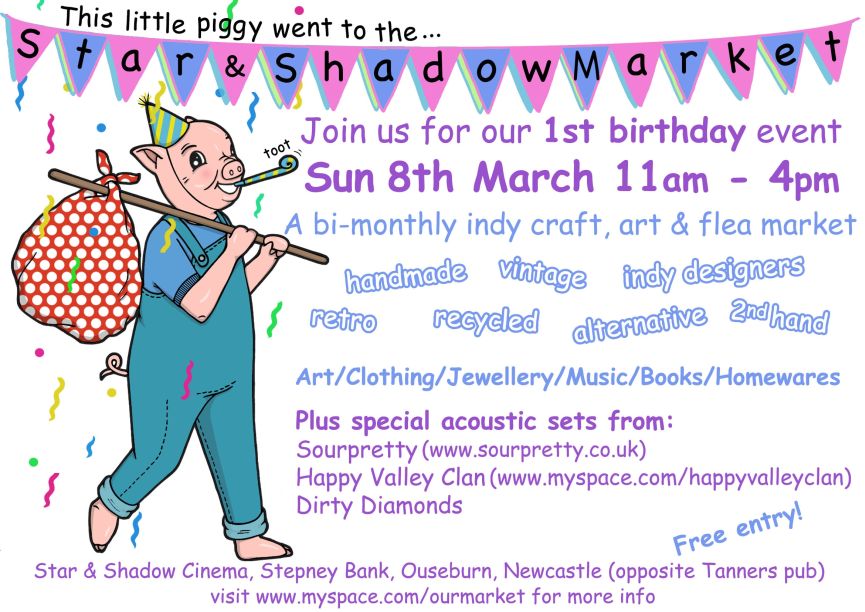 This little piggy went to the...
Star & Shadow Market
toot
Join us for our 1st birthday event
Sun 8th March 11am - 4pm
A bi-monthly indy craft, art & flea market
handmade vintage indy designers
retro recycled alternative 2nd hand
Art/Clothing/Jewellery/Music/Books/Homewares
Plus special acoustic sets from:
Sourpretty (www.sourpretty.co.uk)
Happy Valley Clan (www.myspace.com/happyvalleyclan)
Dirty Diamonds
Free entry!
Star & Shadow Cinema, Stepney Bank, Ouseburn, Newcastle (opposite Tanners pub)
visit www.myspace.com/ourmarket for more info